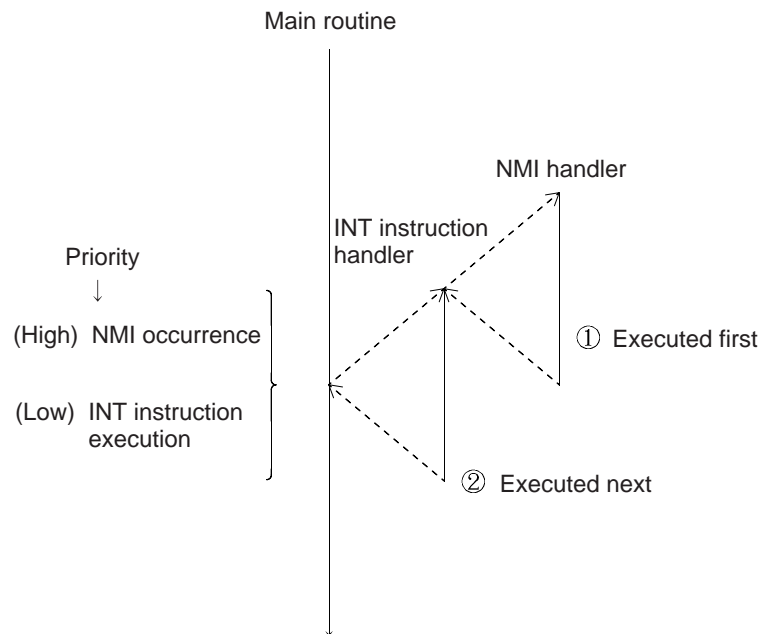 Main routine
NMI handler
INT instruction
handler
Priority
↓
(High) NMI occurrence
① Executed first
(Low) INT instruction
execution
② Executed next